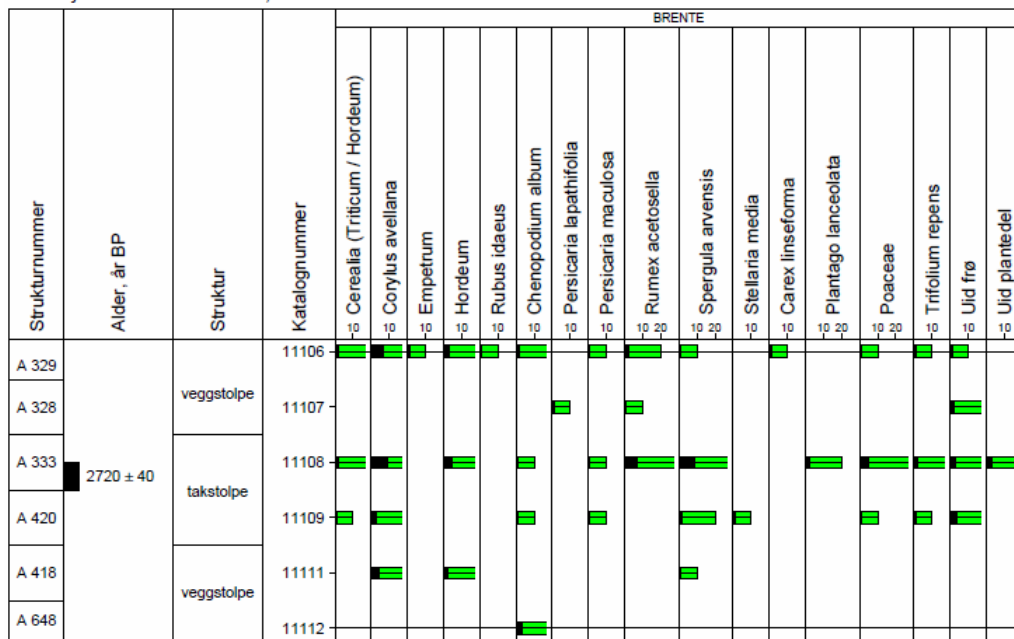 BRENTE
Strukturnummer
Alder, år BP
Struktur
Katalognummer
Cerealia (Triticum / Hordeum)
Corylus avellana
Empetrum
Hordeum
Rubus idaeus
Chenopodium album
Persicaria lapathifolia
Persicaria maculosa
Rumex acetosella
Spergula arvensis
Stellaria media
Carex linseforma
Plantago lanceolata
Poaceae
Trifolium repens
Uid frø
Uid plantedel
10 10 10 10 10 10 10 10 10 20 10 20 10 10 10 20 10 20 10 10 10
A 329 11106
veggstolpe
A 328 11107
A 333 11108
2720 ± 40
takstolpe
A 420 11109
A 418 11111
veggstolpe
A 648 11112